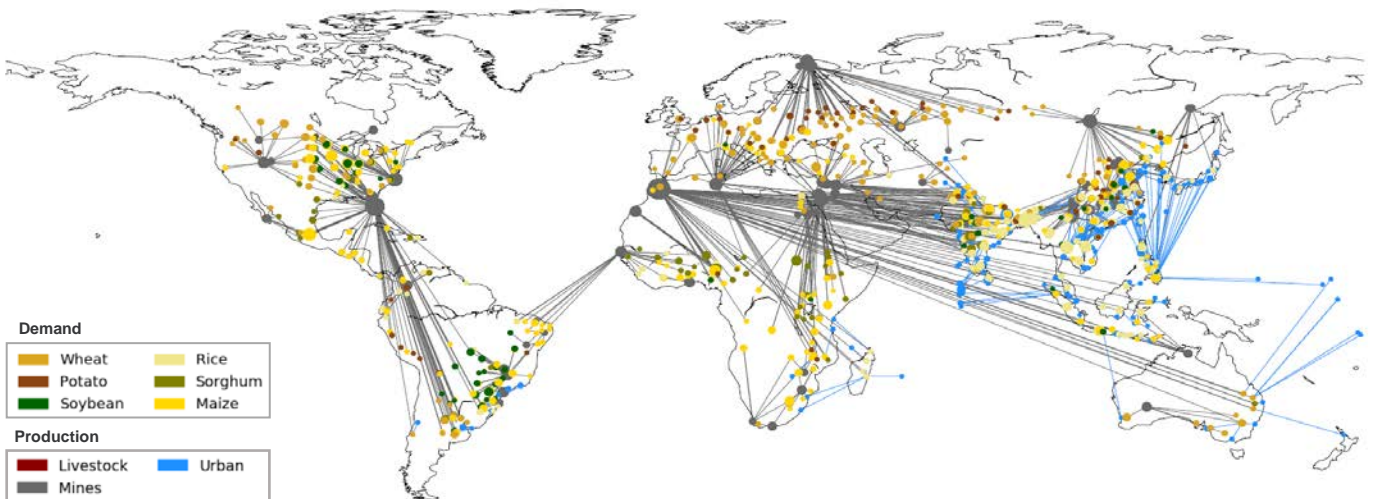 Demand
Wheat Rice
Potato Sorghum
Soybean Maize
Production
Livestock Urban
Mines